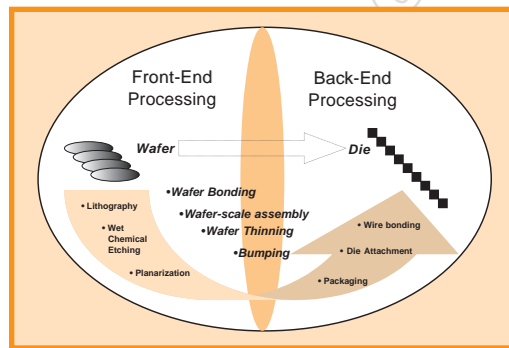 Front-End
Processing
Back-End
Processing
Wafer
Die
•Wafer Bonding
•Wafer-scale assembly
•Wafer Thinning
•Bumping
• Lithography
• Wet
Chemical
Etching
• Planarization
• Wire bonding
• Die Attachment
• Packaging